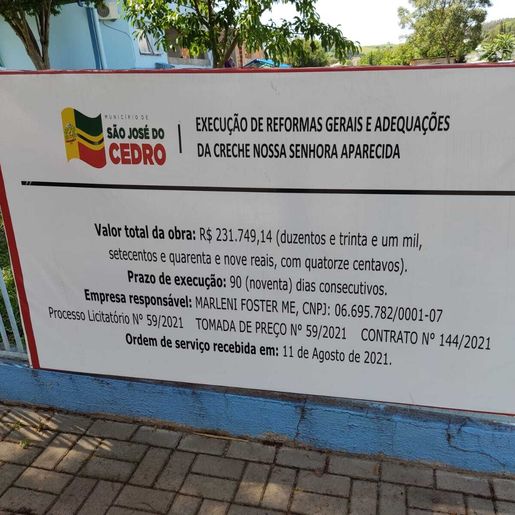 MUNICÍPIO DE
SÃO JOSÉ DO
CEDRO
EXECUÇÃO DE REFORMAS GERAIS E ADEQUAÇÕES
DA CRECHE NOSSA SENHORA APARECIDA
Valor total da obra: R$ 231.749,14 (duzentos e trinta e um mil,
setecentos e quarenta e nove reais, com quatorze centavos).
Prazo de execução: 90 (noventa) dias consecutivos.
Empresa responsável: MARLENI FOSTER ME, CNPJ: 06.695.782/0001-07
Processo Licitatório Nº 59/2021 TOMADA DE PREÇO Nº 59/2021 CONTRATO Nº 144/2021
Ordem de serviço recebida em: 11 de Agosto de 2021.